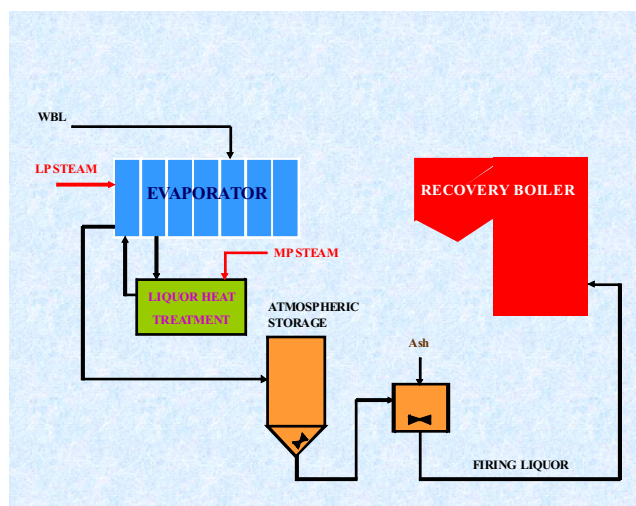 WBL
LP STEAM
EVAPORATOR
RECOVERY BOILER
MP STEAM
LIQUOR HEAT
TREATMENT
ATMOSPHERIC
STORAGE
Ash
FIRING LIQUOR